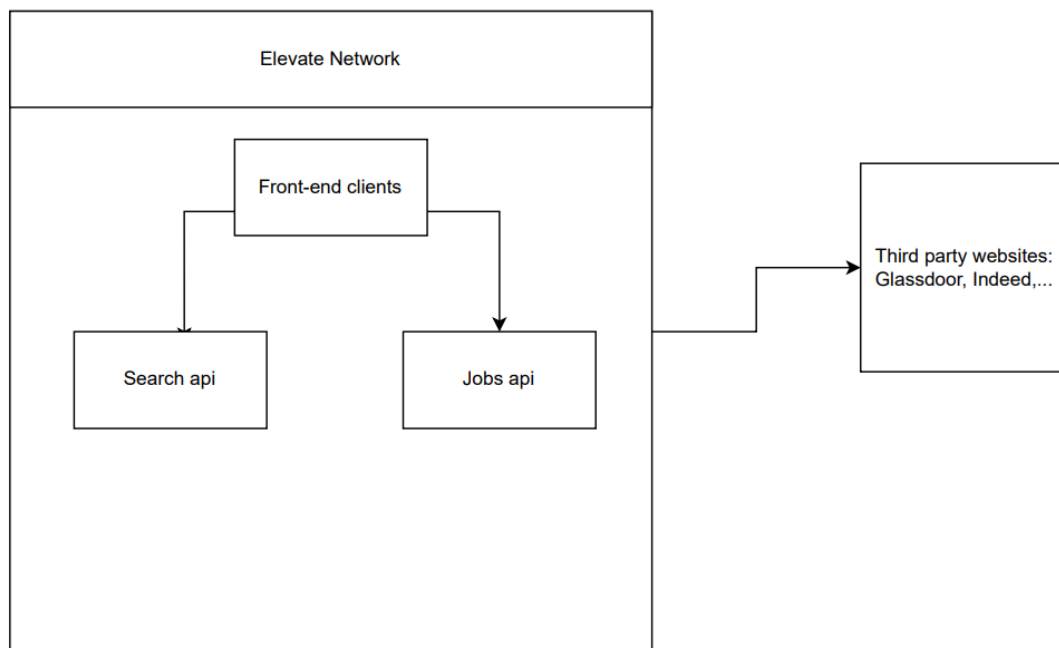 Elevate Network
Front-end clients
Third party websites:
Glassdoor, Indeed,...
Search api
Jobs api